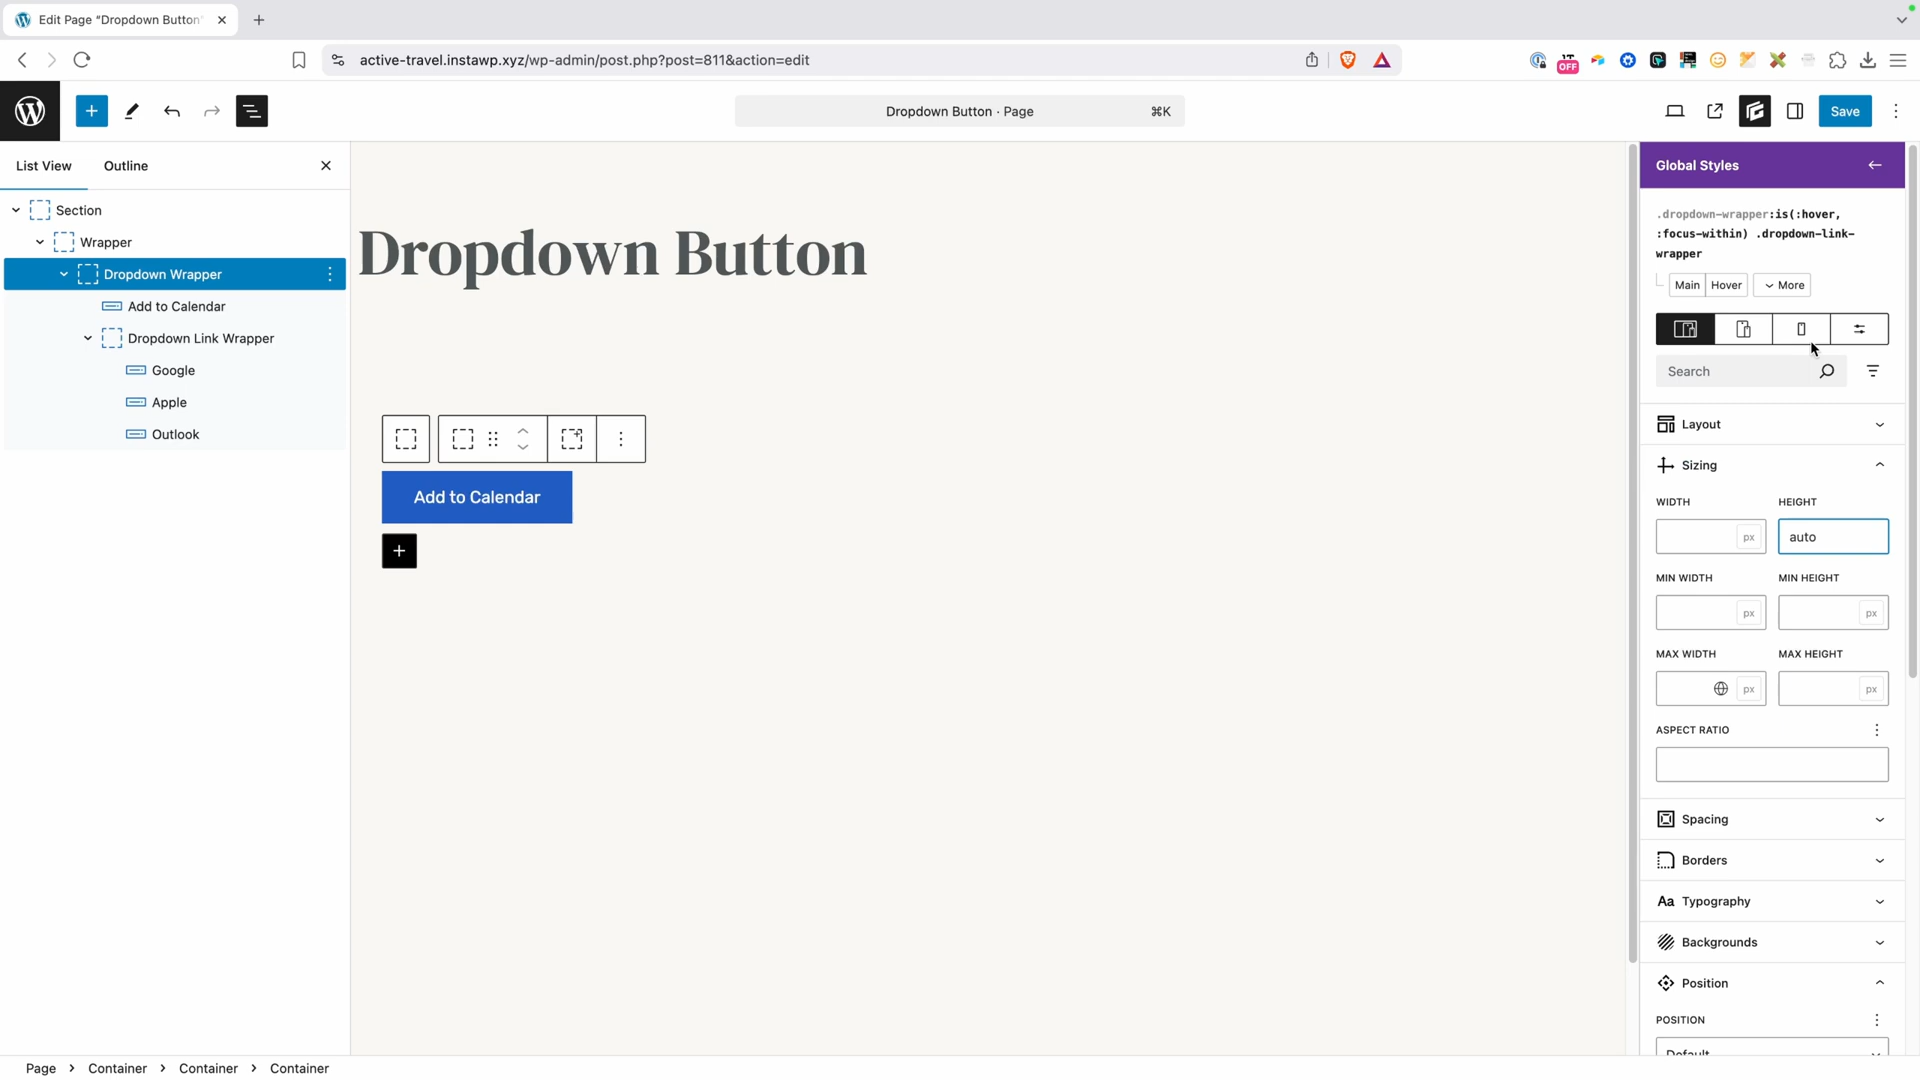 Edit Page "Dropdown Button"
active-travel.instawp.xyz/wp-admin/post.php?post=811&action=edit
OFF
Dropdown Button · Page
⌘K
Save
List View
Outline
Section
Wrapper
Dropdown Wrapper
Add to Calendar
Dropdown Link Wrapper
Google
Apple
Outlook
Dropdown Button
Add to Calendar
Global Styles
.dropdown-wrapper:is(:hover,
:focus-within) .dropdown-link-
wrapper
Main
Hover
More
Search
Layout
Sizing
WIDTH
HEIGHT
px
auto
MIN WIDTH
MIN HEIGHT
px
px
MAX WIDTH
MAX HEIGHT
px
px
ASPECT RATIO
Spacing
Borders
Aa Typography
Backgrounds
Position
POSITION
Default
Page
Container
Container
Container